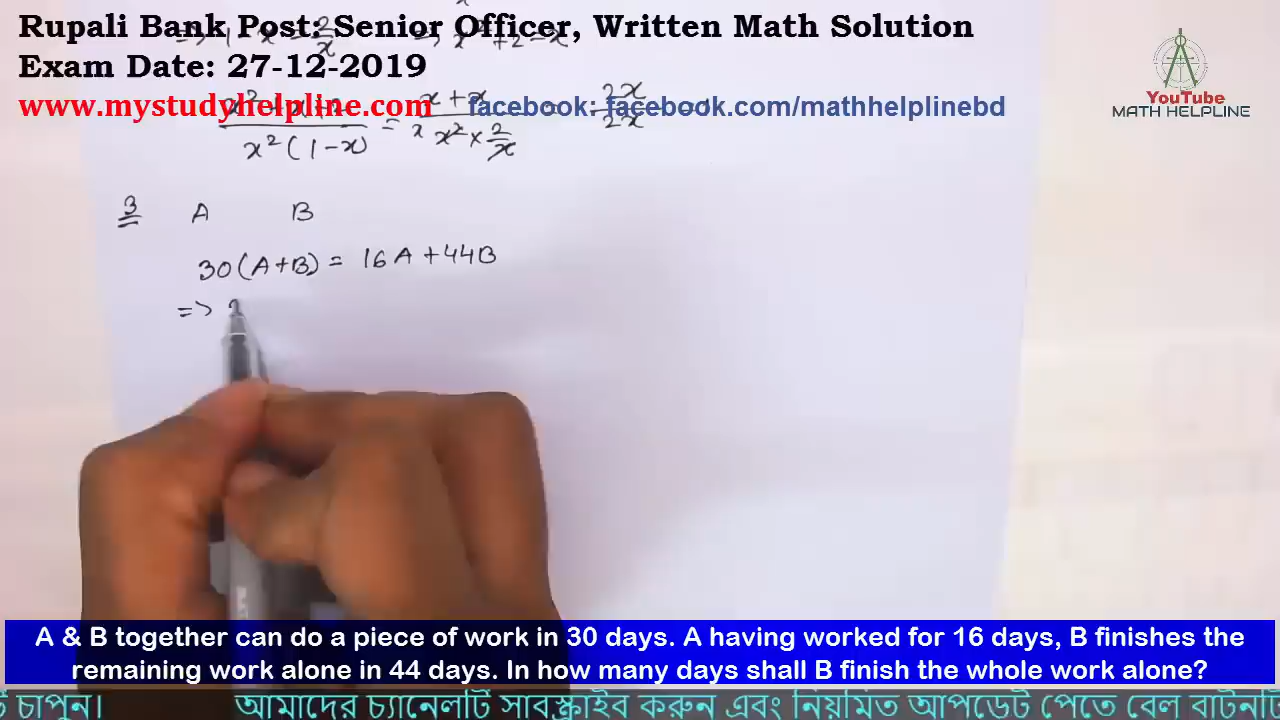 Rupali Bank Post: Senior Officer, Written Math Solution
Exam Date: 27-12-2019
www.mystudyhelpline.com facebook: facebook.com/mathhelplinebd
YouTube
MATH HELPLINE
x²(1-x) = x² × 2/x
3 A B
30(A+B) = 16A + 44B
=>
A & B together can do a piece of work in 30 days. A having worked for 16 days, B finishes the
remaining work alone in 44 days. In how many days shall B finish the whole work alone?
চাপুন। আমাদের চ্যানেলটি সাবস্ক্রাইব করুন এবং নিয়মিত আপডেট পেতে বেল বাটনটি